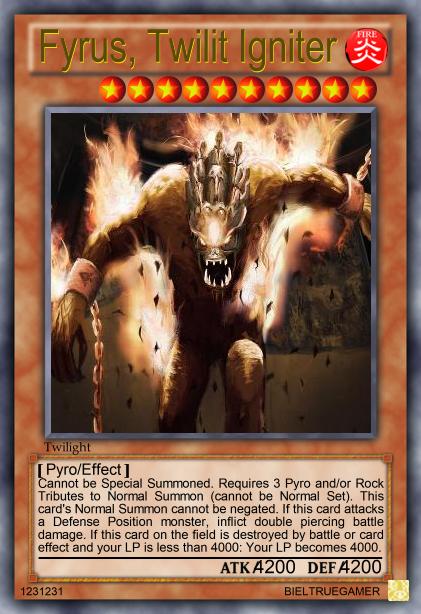 Fyrus, Twilit Igniter
FIRE
炎
Twilight
[ Pyro/Effect ]
Cannot be Special Summoned. Requires 3 Pyro and/or Rock
Tributes to Normal Summon (cannot be Normal Set). This
card's Normal Summon cannot be negated. If this card attacks
a Defense Position monster, inflict double piercing battle
damage. If this card on the field is destroyed by battle or card
effect and your LP is less than 4000: Your LP becomes 4000.
ATK 4200 DEF 4200
1231231 BIELTRUEGAMER